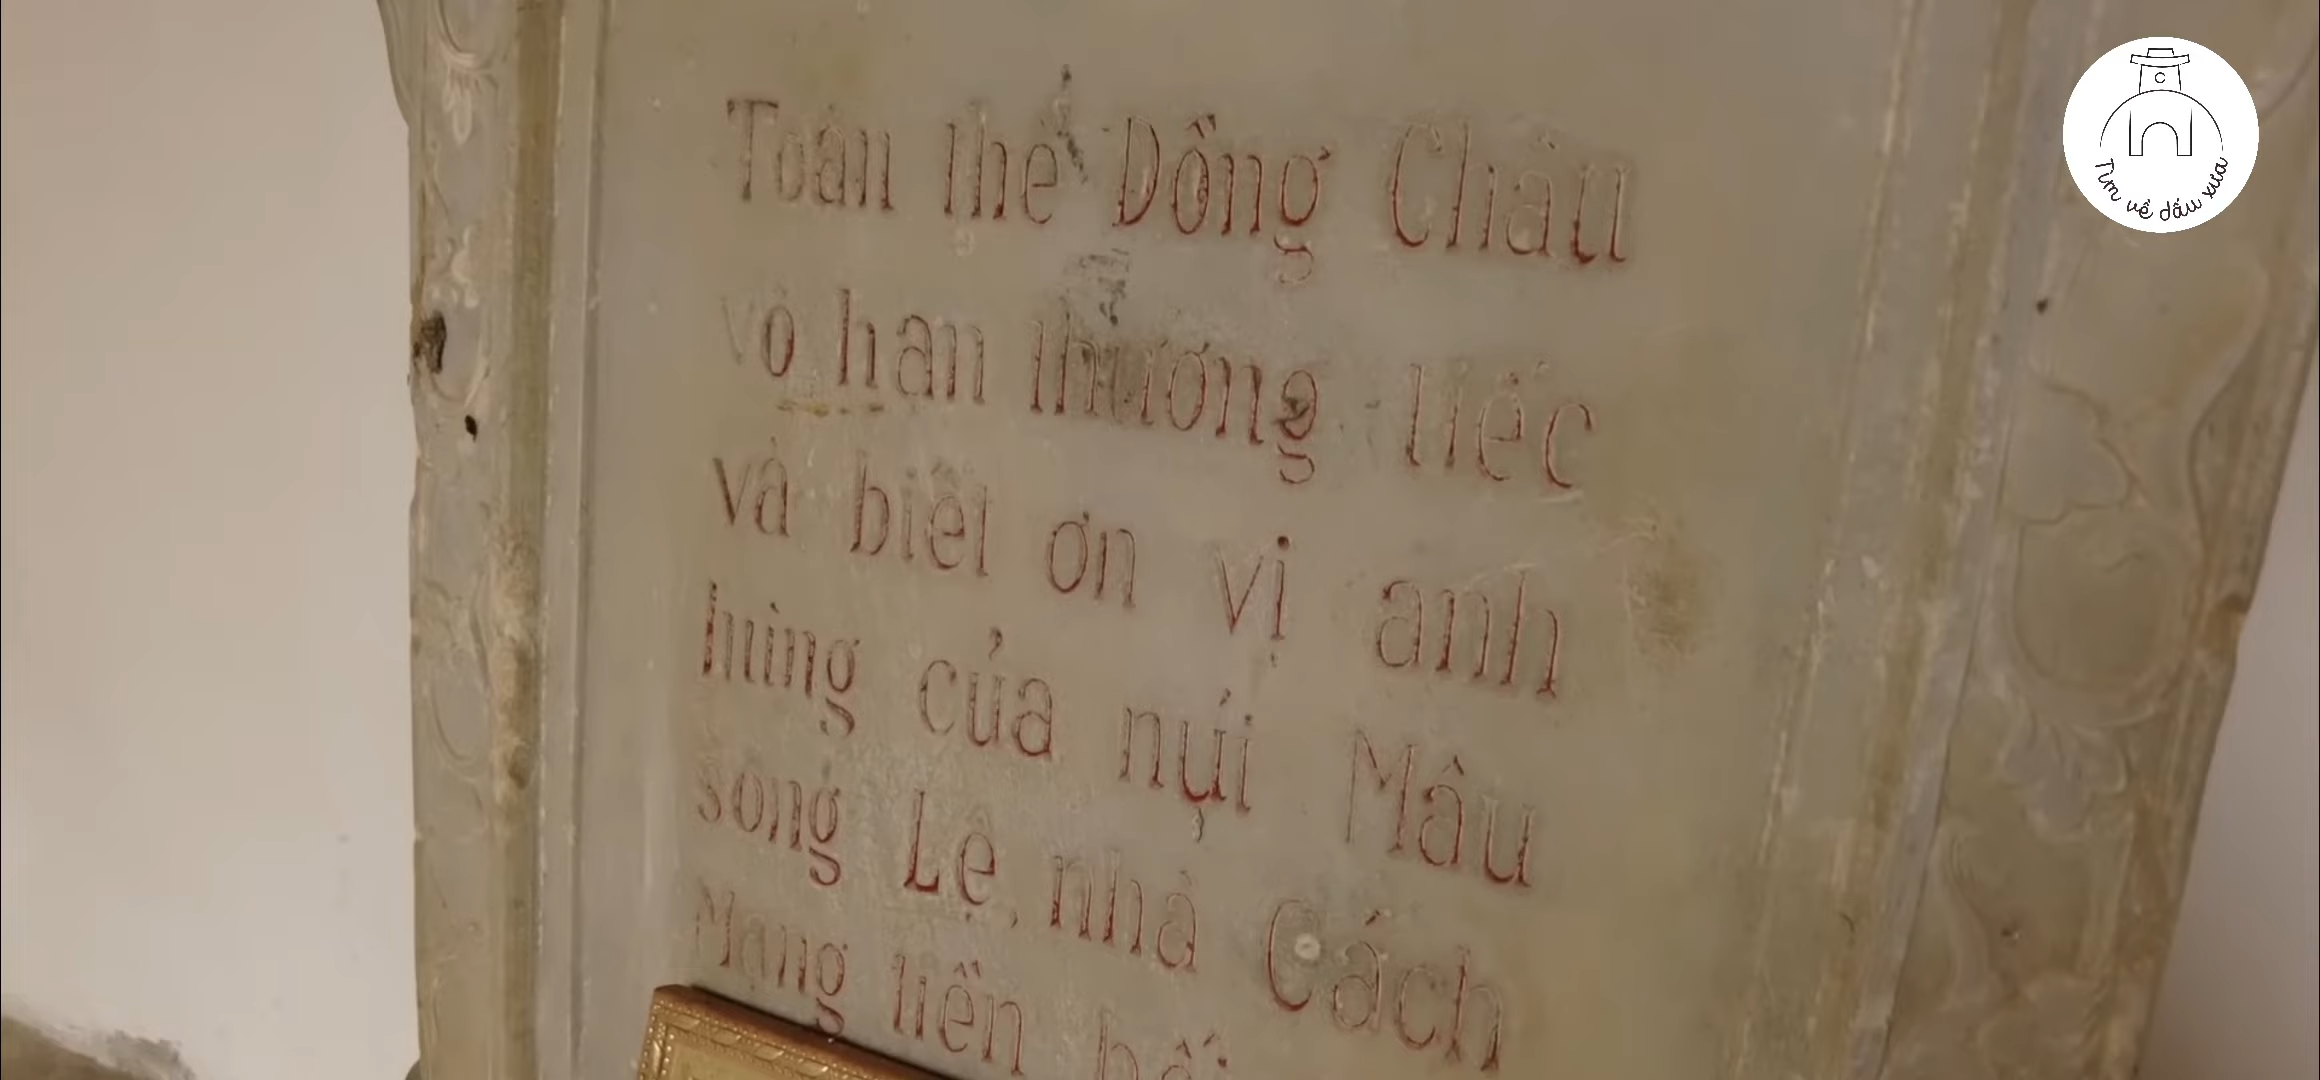 Toàn thể Đồng Châu
vô hạn thương tiếc
và biết ơn vị anh
hùng của núi Mâu
sông Lệ, nhà Cách
Mạng tiền bối
Tìm về dấu xưa